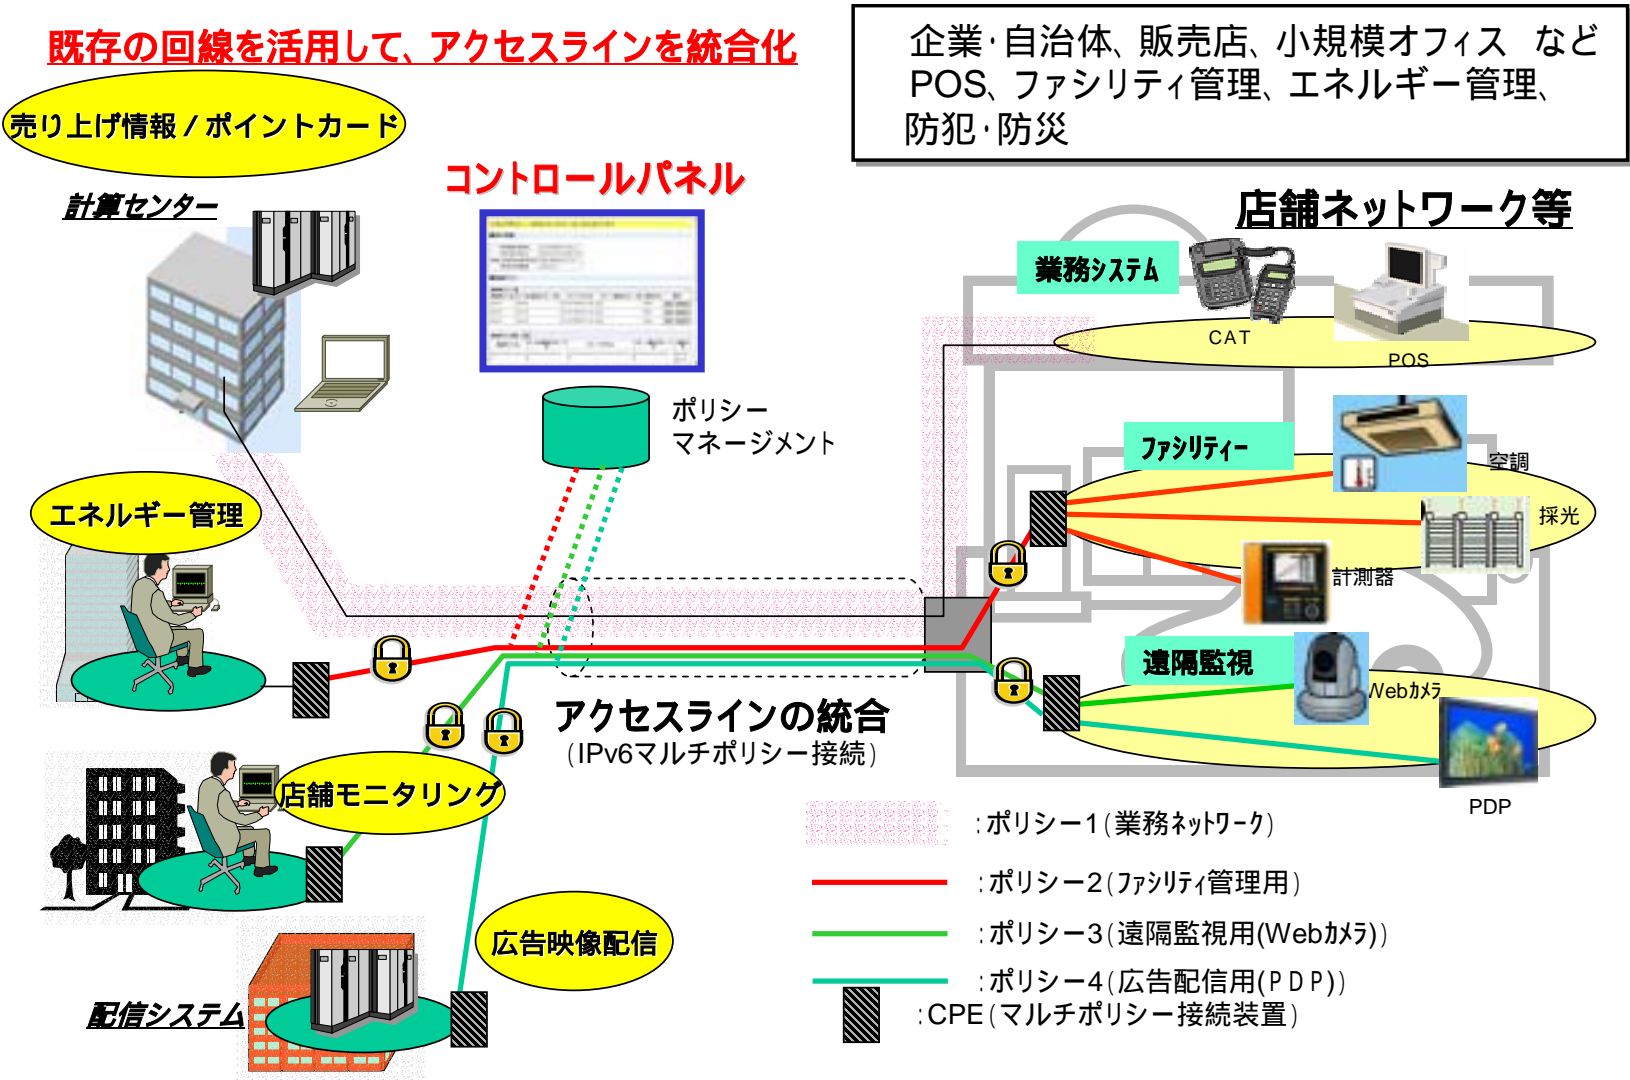 既存の回線を活用して、アクセスラインを統合化
企業・自治体、販売店、小規模オフィス　など
POS、ファシリティ管理、エネルギー管理、
防犯・防災
売り上げ情報／ポイントカード
コントロールパネル
計算センター
店舗ネットワーク等
業務システム
CAT
POS
ポリシー
マネージメント
ファシリティー
空調
採光
計測器
エネルギー管理
遠隔監視
Webカメラ
PDP
アクセスラインの統合
(IPv6マルチポリシー接続)
店舗モニタリング
広告映像配信
配信システム
:ポリシー1(業務ネットワーク)
:ポリシー2(ファシリティ管理用)
:ポリシー3(遠隔監視用(Webカメラ))
:ポリシー4(広告配信用(PDP))
:CPE(マルチポリシー接続装置)